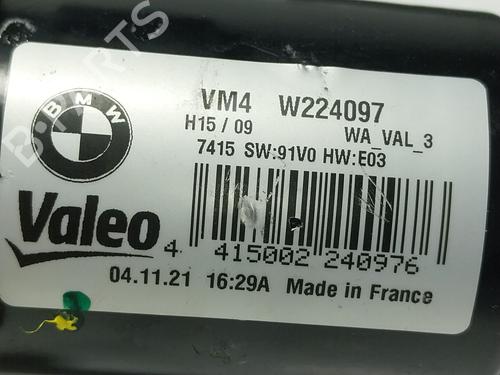 BMW
VM4 W224097
H15 / 09 WA_VAL_3
7415 SW:91V0 HW:E03
Valeo
4 415002 240976
04.11.21 16:29A Made in France
B-PARTS